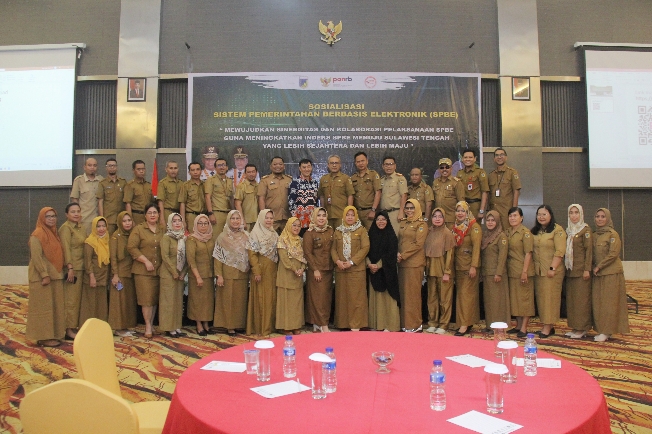 panrb
SOSIALISASI
SISTEM PEMERINTAHAN BERBASIS ELEKTRONIK (SPBE)
" MEWUJUDKAN SINERGITAS DAN KOLABORASI PELAKSANAAN SPBE
GUNA MENINGKATKAN INDEKS SPBE MENUJU SULAWESI TENGAH
YANG LEBIH SEJAHTERA DAN LEBIH MAJU "